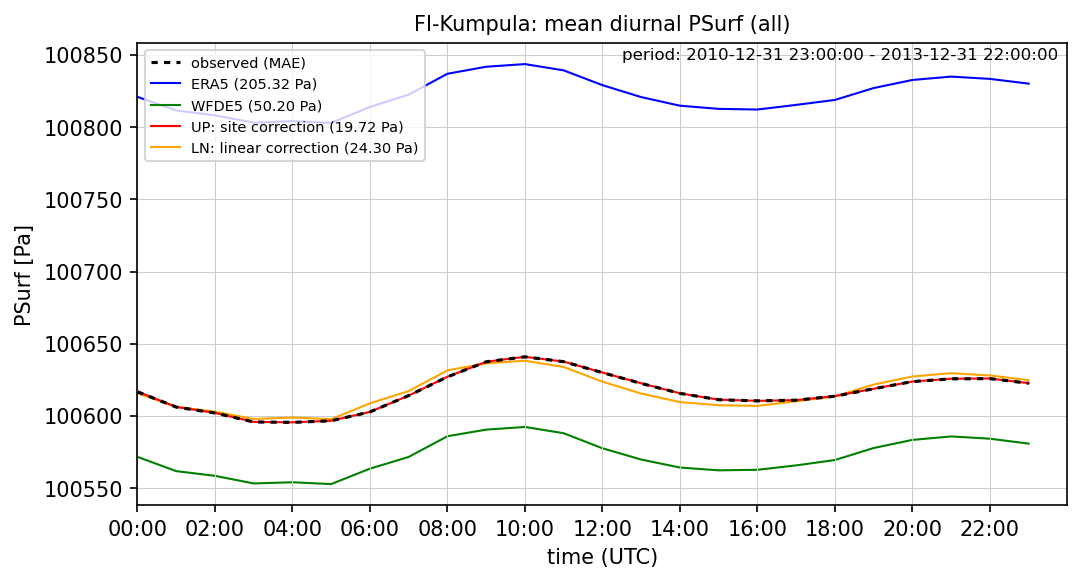 FI-Kumpula: mean diurnal PSurf (all)
period: 2010-12-31 23:00:00 - 2013-12-31 22:00:00
observed (MAE)
ERA5 (205.32 Pa)
WFDE5 (50.20 Pa)
UP: site correction (19.72 Pa)
LN: linear correction (24.30 Pa)
PSurf [Pa]
100850
100800
100750
100700
100650
100600
100550
00:00 02:00 04:00 06:00 08:00 10:00 12:00 14:00 16:00 18:00 20:00 22:00
time (UTC)